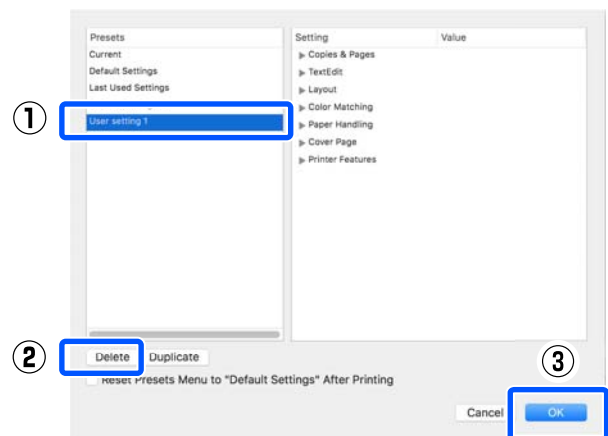 Presets
Setting Value
Current
Default Settings
Last Used Settings
① User setting 1
▶ Copies & Pages
▶ TextEdit
▶ Layout
▶ Color Matching
▶ Paper Handling
▶ Cover Page
▶ Printer Features
② Delete Duplicate
③
Reset Presets Menu to "Default Settings" After Printing
Cancel OK